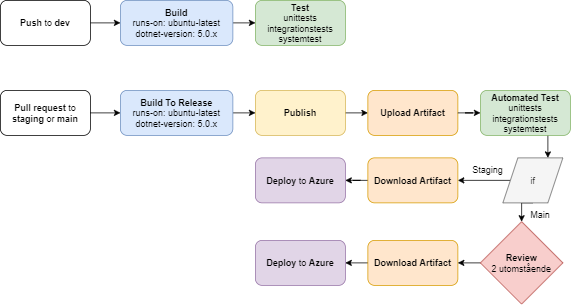 Push to dev
Build
runs-on: ubuntu-latest
dotnet-version: 5.0.x
Test
unittests
integrationstests
systemtest
Pull request to
staging or main
Build To Release
runs-on: ubuntu-latest
dotnet-version: 5.0.x
Publish
Upload Artifact
Automated Test
unittests
integrationstests
systemtest
Deploy to Azure
Download Artifact
Staging
if
Main
Deploy to Azure
Download Artifact
Review
2 utomstående